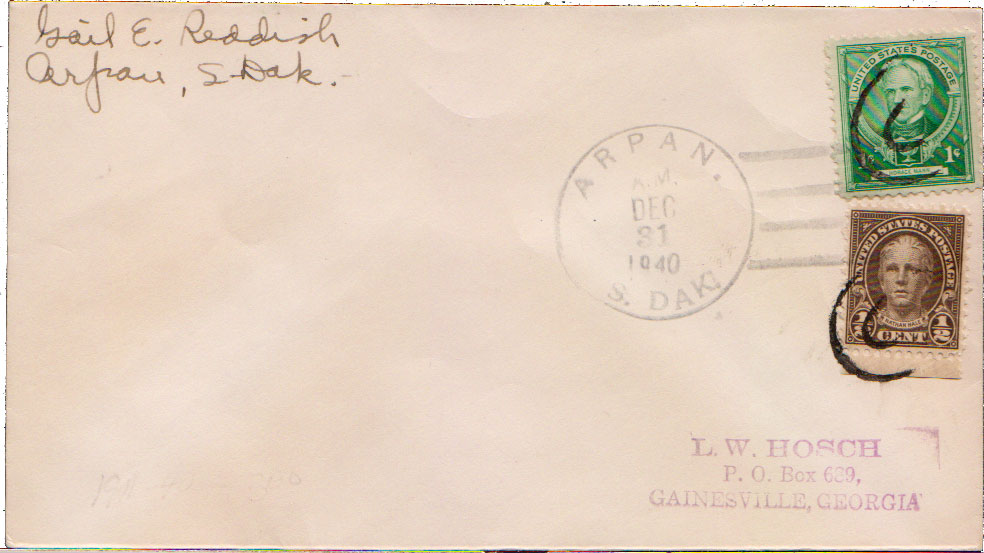 Gail E. Reddish
Arpan, S-Dak.
UNITED STATES POSTAGE
1¢ 1¢
HORACE MANN
ARPAN.
A.M.
DEC
31
1940
S. DAK.
UNITED STATES POSTAGE
NATHAN HALE
1/2 CENT 1/2
L. W. HOSCH
P. O. Box 689,
GAINESVILLE, GEORGIA